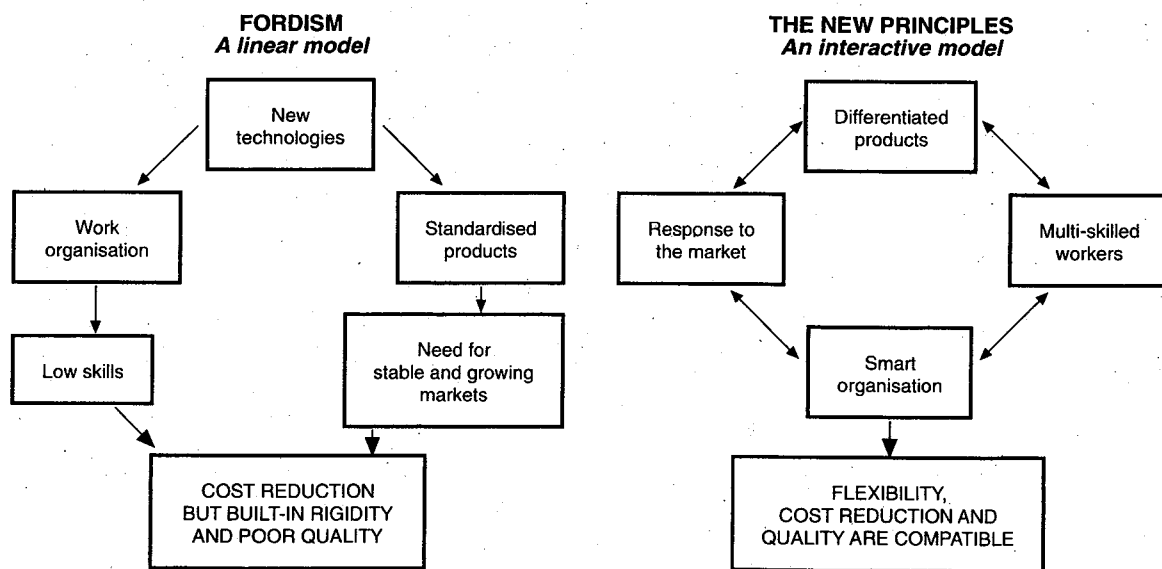 FORDISM
A linear model
New
technologies
Work
organisation
Standardised
products
Low skills
Need for
stable and growing
markets
COST REDUCTION
BUT BUILT-IN RIGIDITY
AND POOR QUALITY
THE NEW PRINCIPLES
An interactive model
Differentiated
products
Response to
the market
Multi-skilled
workers
Smart
organisation
FLEXIBILITY,
COST REDUCTION AND
QUALITY ARE COMPATIBLE